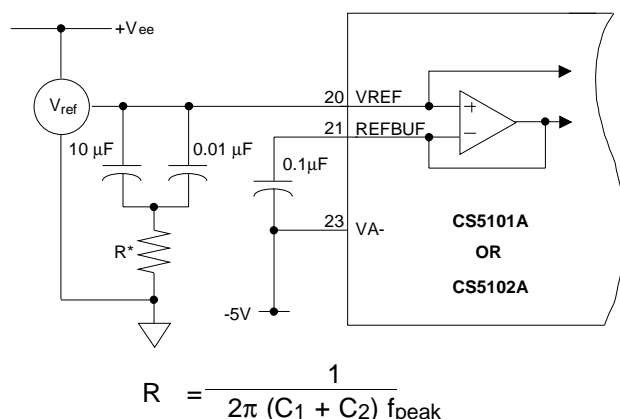 +Vee
Vref
20 VREF
+
21 REFBUF
−
10 µF
0.01 µF
0.1µF
23 VA-
CS5101A
OR
CS5102A
R*
-5V
R = 1 / 2π (C1 + C2) fpeak